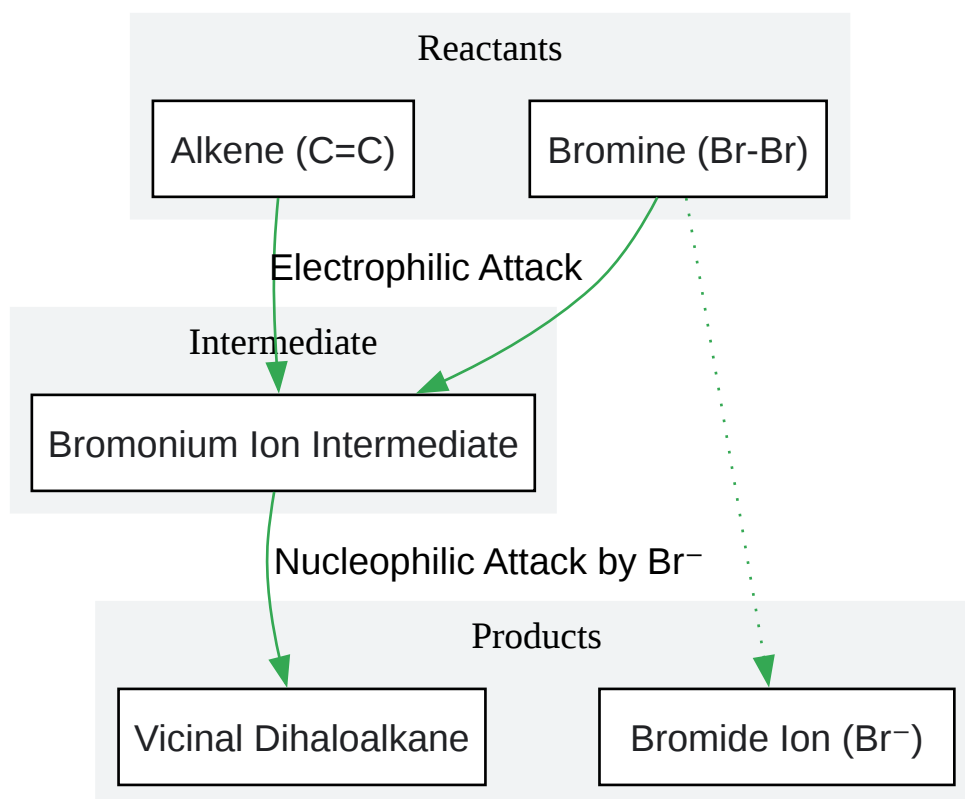 Reactants
Alkene (C=C)
Bromine (Br-Br)
Electrophilic Attack
Intermediate
Bromonium Ion Intermediate
Nucleophilic Attack by Br⁻
Products
Vicinal Dihaloalkane
Bromide Ion (Br⁻)